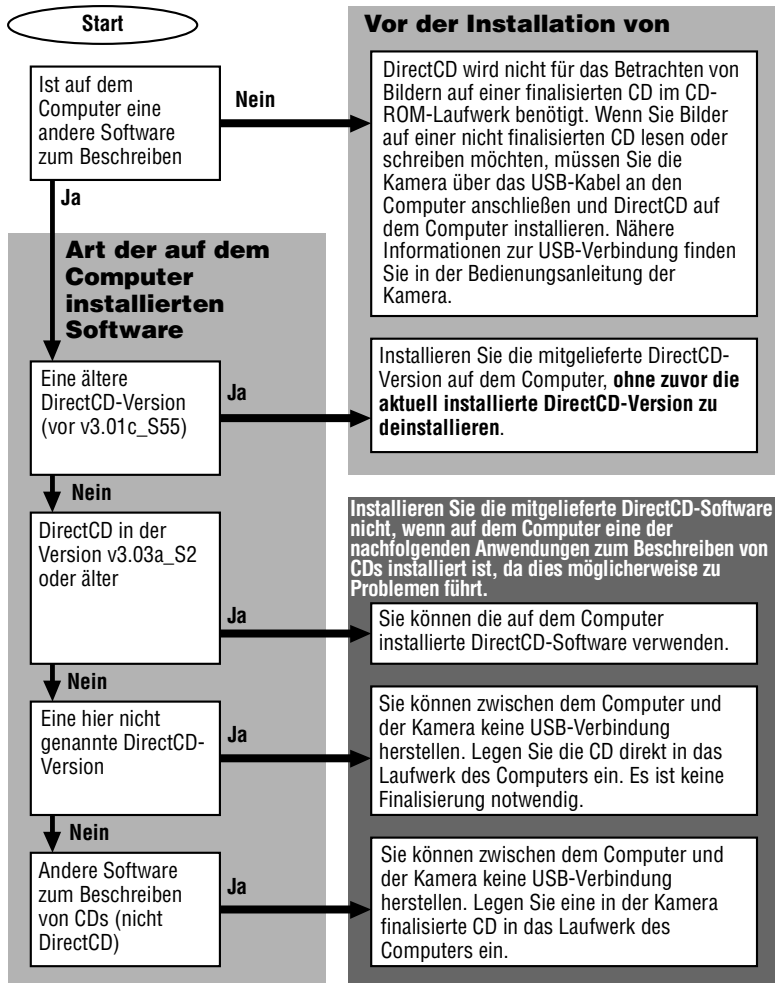 Start
Vor der Installation von
Ist auf dem
Computer eine
andere Software
zum Beschreiben
Nein
DirectCD wird nicht für das Betrachten von
Bildern auf einer finalisierten CD im CD-
ROM-Laufwerk benötigt. Wenn Sie Bilder
auf einer nicht finalisierten CD lesen oder
schreiben möchten, müssen Sie die
Kamera über das USB-Kabel an den
Computer anschließen und DirectCD auf
dem Computer installieren. Nähere
Informationen zur USB-Verbindung finden
Sie in der Bedienungsanleitung der
Kamera.
Ja
Art der auf dem
Computer
installierten
Software
Eine ältere
DirectCD-Version
(vor v3.01c_S55)
Ja
Installieren Sie die mitgelieferte DirectCD-
Version auf dem Computer, ohne zuvor die
aktuell installierte DirectCD-Version zu
deinstallieren.
Nein
Installieren Sie die mitgelieferte DirectCD-Software
nicht, wenn auf dem Computer eine der
nachfolgenden Anwendungen zum Beschreiben von
CDs installiert ist, da dies möglicherweise zu
Problemen führt.
DirectCD in der
Version v3.03a_S2
oder älter
Ja
Sie können die auf dem Computer
installierte DirectCD-Software verwenden.
Nein
Eine hier nicht
genannte DirectCD-
Version
Ja
Sie können zwischen dem Computer und
der Kamera keine USB-Verbindung
herstellen. Legen Sie die CD direkt in das
Laufwerk des Computers ein. Es ist keine
Finalisierung notwendig.
Nein
Andere Software
zum Beschreiben
von CDs (nicht
DirectCD)
Ja
Sie können zwischen dem Computer und
der Kamera keine USB-Verbindung
herstellen. Legen Sie eine in der Kamera
finalisierte CD in das Laufwerk des
Computers ein.